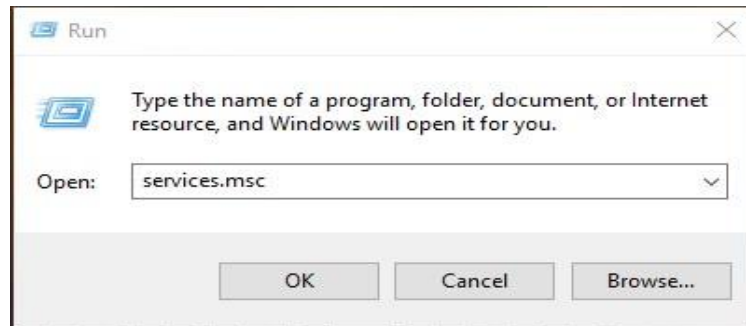 Run
Type the name of a program, folder, document, or Internet
resource, and Windows will open it for you.
Open: services.msc
OK Cancel Browse...